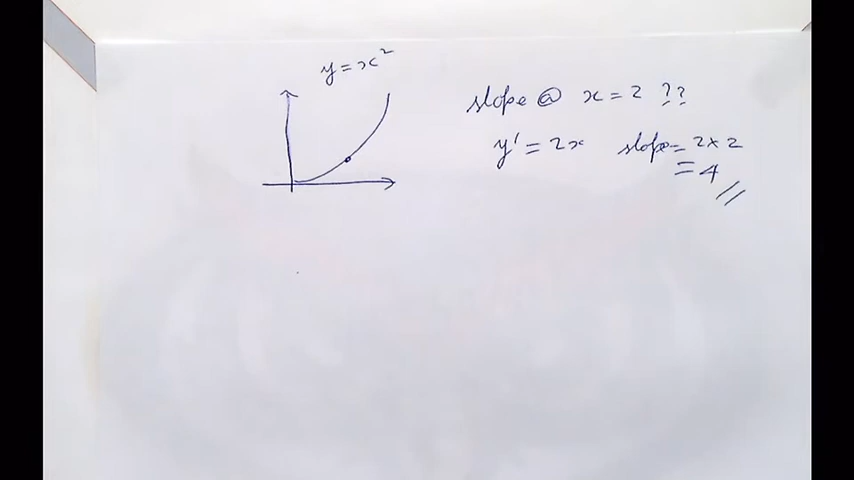 y = x²
slope @ x = 2 ??
y' = 2x slope = 2 × 2
= 4 //